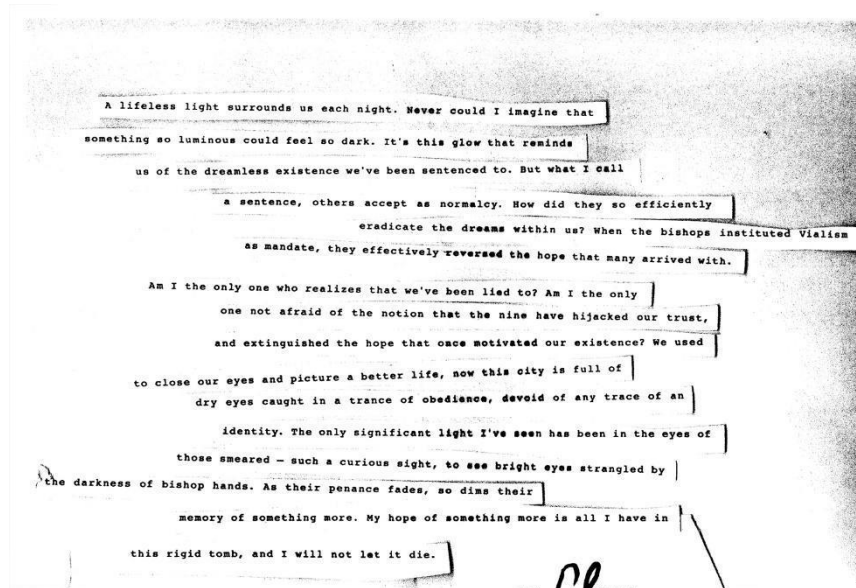 A lifeless light surrounds us each night. Never could I imagine that
something so luminous could feel so dark. It's this glow that reminds
us of the dreamless existence we've been sentenced to. But what I call
a sentence, others accept as normalcy. How did they so efficiently
eradicate the dreams within us? When the bishops instituted Vialism
as mandate, they effectively reversed the hope that many arrived with.
Am I the only one who realizes that we've been lied to? Am I the only
one not afraid of the notion that the nine have hijacked our trust,
and extinguished the hope that once motivated our existence? We used
to close our eyes and picture a better life, now this city is full of
dry eyes caught in a trance of obedience, devoid of any trace of an
identity. The only significant light I've seen has been in the eyes of
those smeared — such a curious sight, to see bright eyes strangled by
the darkness of bishop hands. As their penance fades, so dims their
memory of something more. My hope of something more is all I have in
this rigid tomb, and I will not let it die.